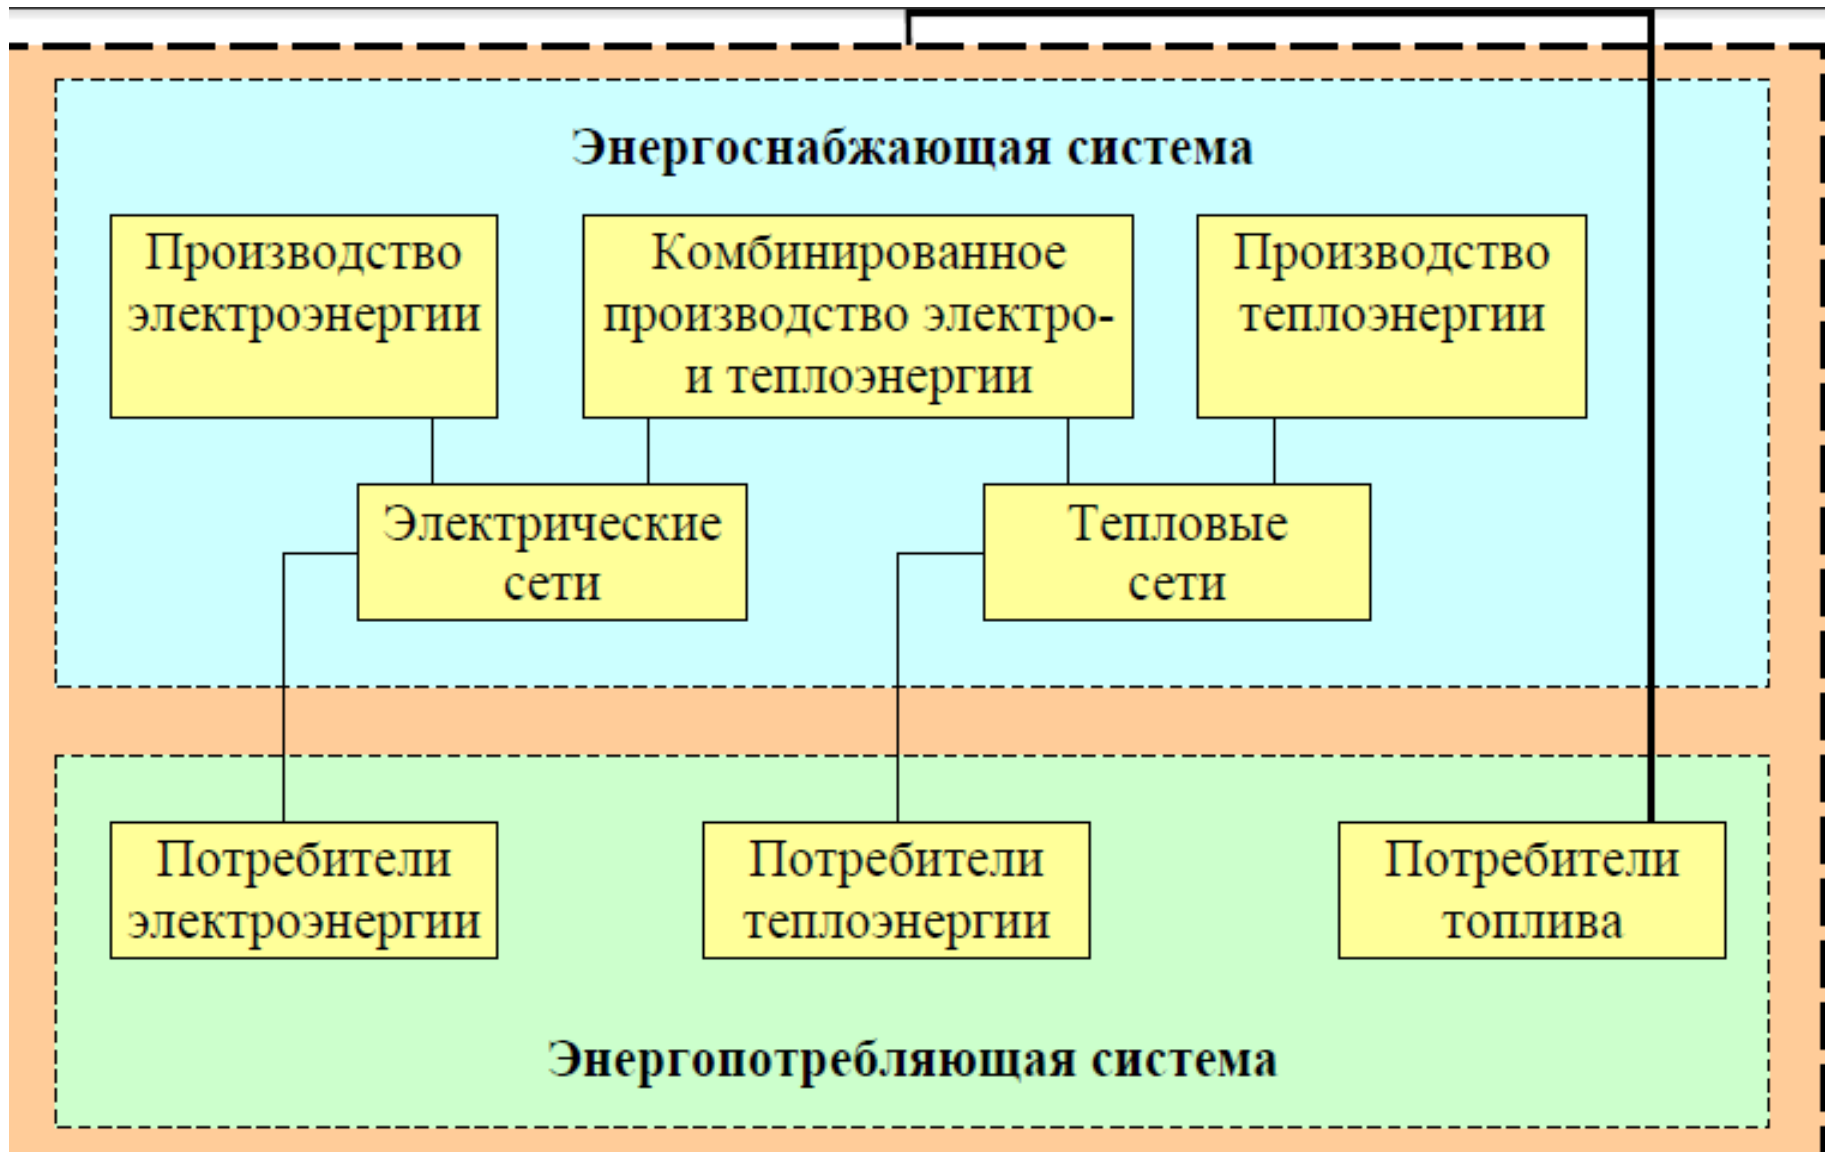 Энергоснабжающая система
Производство
электроэнергии
Комбинированное
производство электро-
и теплоэнергии
Производство
теплоэнергии
Электрические
сети
Тепловые
сети
Потребители
электроэнергии
Потребители
теплоэнергии
Потребители
топлива
Энергопотребляющая система